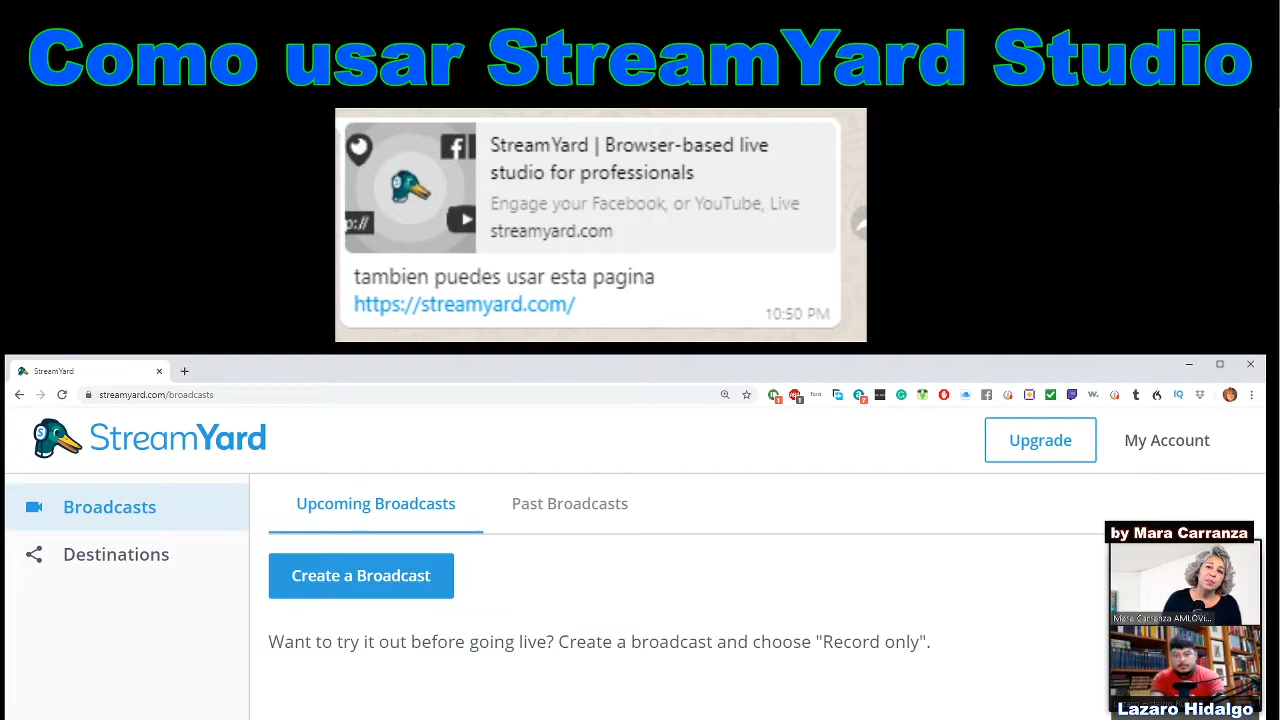 Como usar StreamYard Studio
StreamYard | Browser-based live
studio for professionals
Engage your Facebook, or YouTube, Live
streamyard.com
p://
tambien puedes usar esta pagina
https://streamyard.com/
10:50 PM
StreamYard
streamyard.com/broadcasts
StreamYard
Upgrade
My Account
Broadcasts
Upcoming Broadcasts
Past Broadcasts
Destinations
Create a Broadcast
Want to try it out before going live? Create a broadcast and choose "Record only".
by Mara Carranza
Mara Carranza AMLOVi...
Lazaro Hidalgo